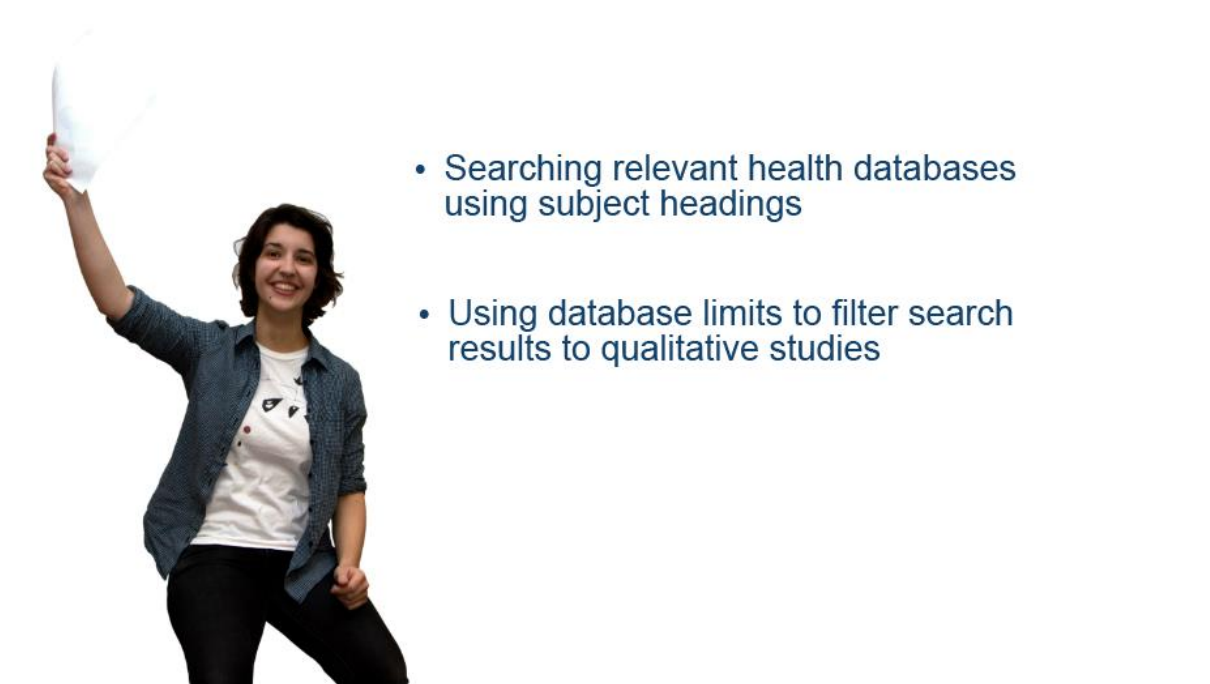 • Searching relevant health databases
using subject headings
• Using database limits to filter search
results to qualitative studies